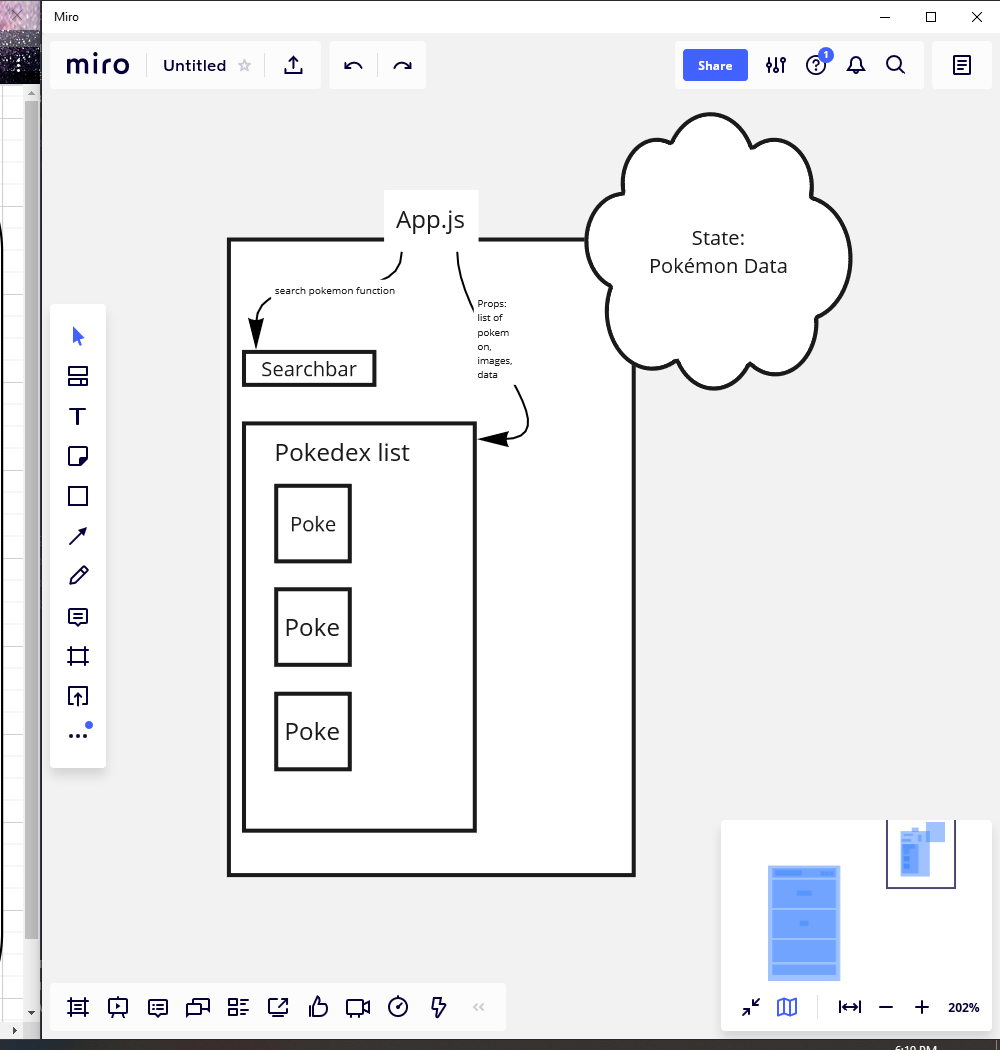 Miro
miro
Untitled
Share
1
App.js
State:
Pokémon Data
search pokemon function
Props:
list of
pokem
on,
images,
data
Searchbar
Pokedex list
Poke
Poke
Poke
202%